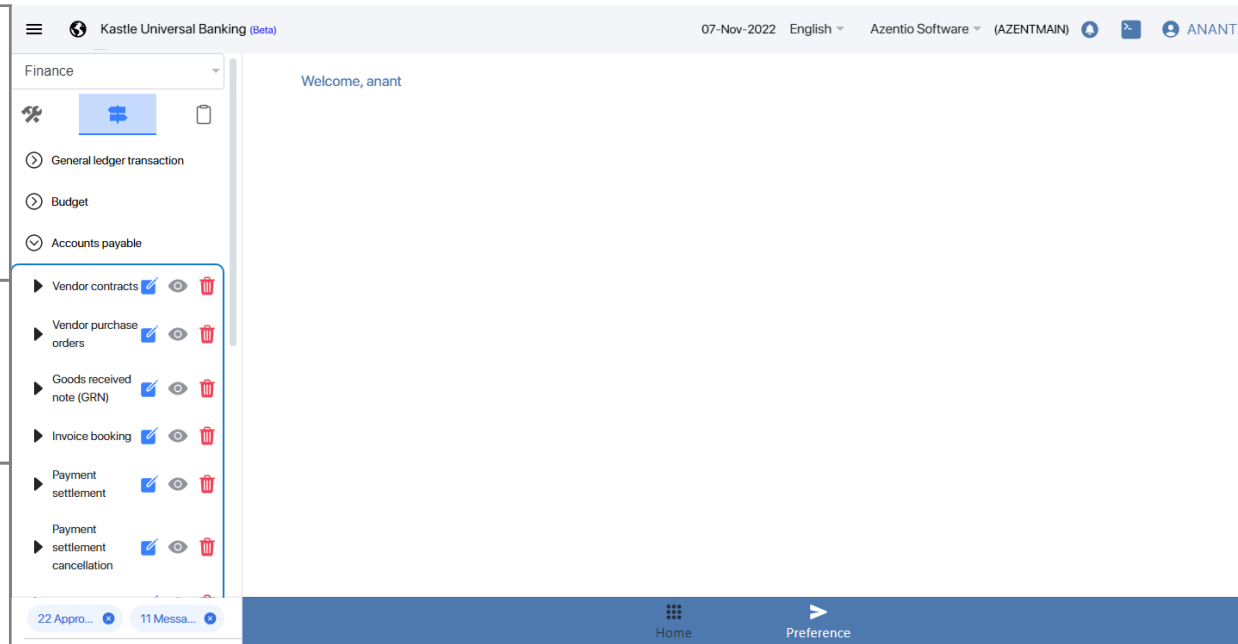 Kastle Universal Banking (Beta)
07-Nov-2022 English Azentio Software (AZENTMAIN) ANANT
Finance
Welcome, anant
General ledger transaction
Budget
Accounts payable
Vendor contracts
Vendor purchase
orders
Goods received
note (GRN)
Invoice booking
Payment
settlement
Payment
settlement
cancellation
22 Appro... 11 Messa...
Home Preference